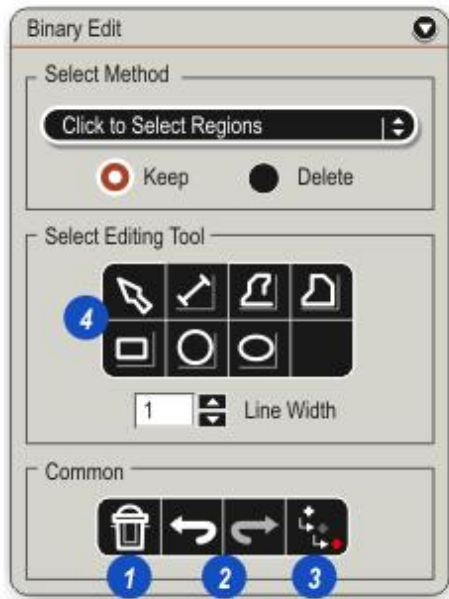 Binary Edit
Select Method
Click to Select Regions
Keep Delete
Select Editing Tool
4
1 Line Width
Common
1 2 3